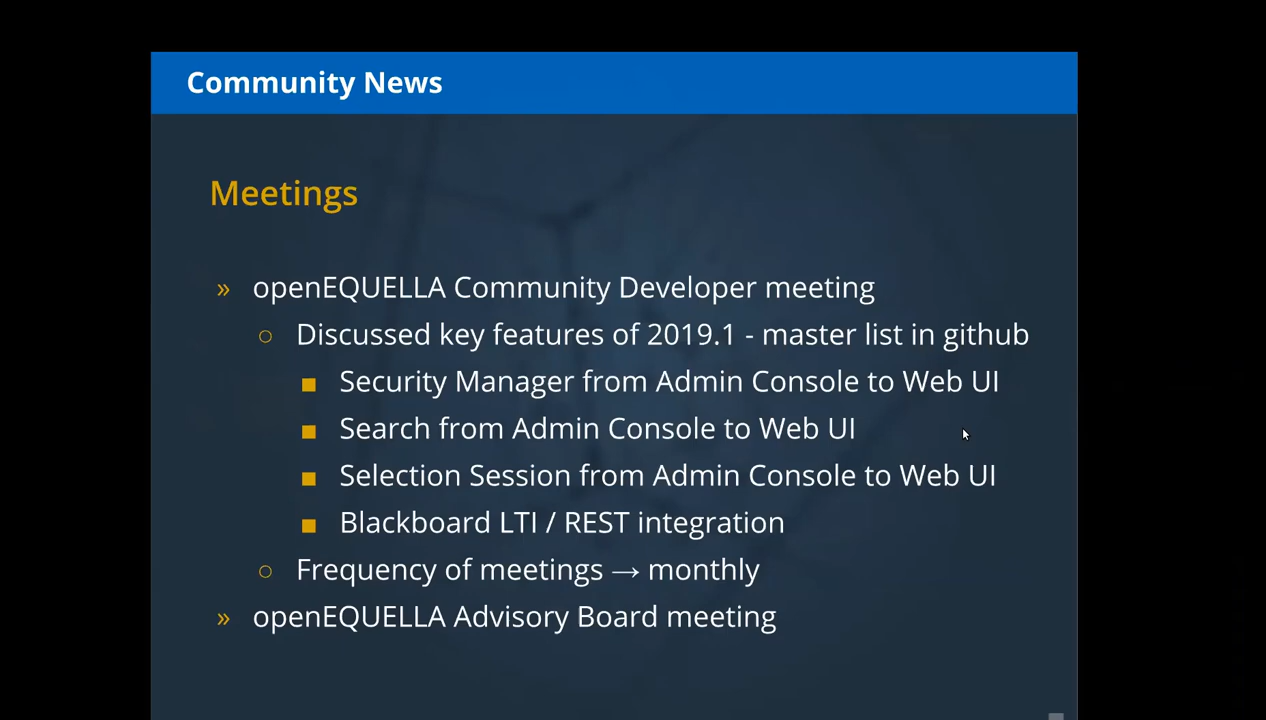 Community News
Meetings
» openEQUELLA Community Developer meeting
○ Discussed key features of 2019.1 - master list in github
■ Security Manager from Admin Console to Web UI
■ Search from Admin Console to Web UI
■ Selection Session from Admin Console to Web UI
■ Blackboard LTI / REST integration
○ Frequency of meetings → monthly
» openEQUELLA Advisory Board meeting